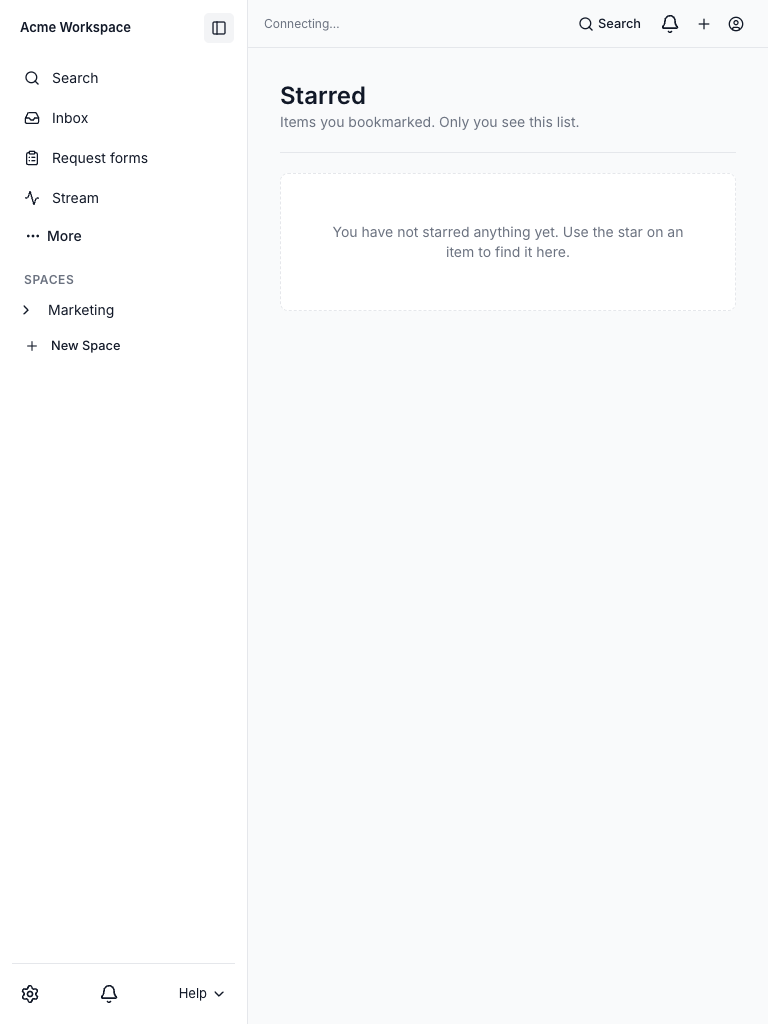 Acme Workspace
Search
Inbox
Request forms
Stream
More
SPACES
Marketing
New Space
Help
Connecting...
Search
Starred
Items you bookmarked. Only you see this list.
You have not starred anything yet. Use the star on an
item to find it here.